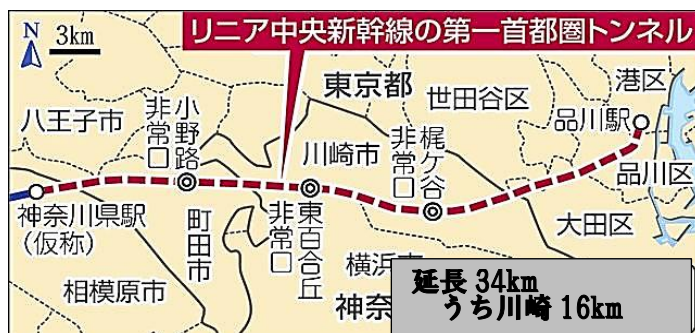 リニア中央新幹線の第一首都圏トンネル
N
3km
港区
東京都
世田谷区
品川駅
八王子市
小野路
非常口
川崎市
梶ケ谷
非常口
品川区
神奈川県駅
(仮称)
町田市
東百合丘
非常口
大田区
横浜市
相模原市
神奈
延長 34km
うち川崎 16km